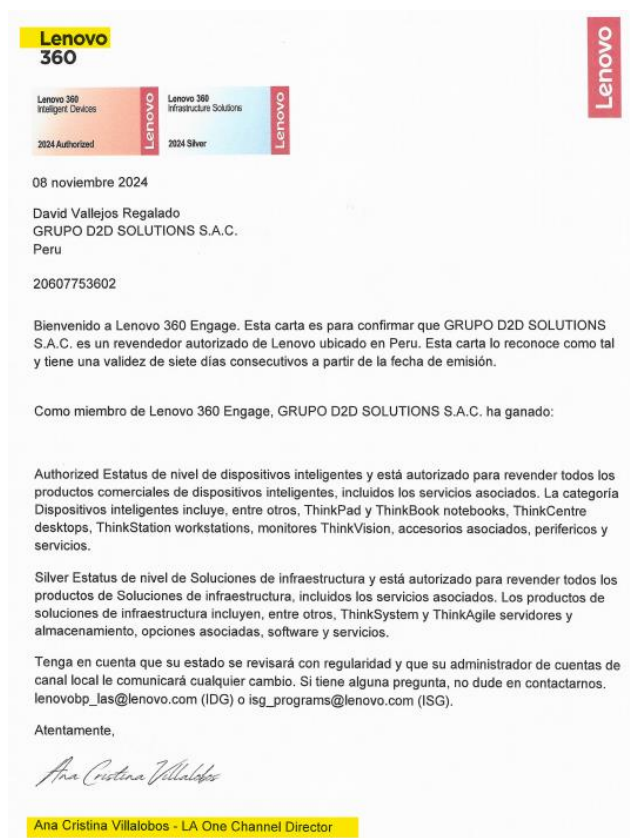 Lenovo
360
Lenovo
Lenovo 360
Intelligent Devices
2024 Authorized
Lenovo
Lenovo 360
Infrastructure Solutions
2024 Silver
Lenovo
08 noviembre 2024
David Vallejos Regalado
GRUPO D2D SOLUTIONS S.A.C.
Peru
20607753602
Bienvenido a Lenovo 360 Engage. Esta carta es para confirmar que GRUPO D2D SOLUTIONS
S.A.C. es un revendedor autorizado de Lenovo ubicado en Peru. Esta carta lo reconoce como tal
y tiene una validez de siete días consecutivos a partir de la fecha de emisión.
Como miembro de Lenovo 360 Engage, GRUPO D2D SOLUTIONS S.A.C. ha ganado:
Authorized Estatus de nivel de dispositivos inteligentes y está autorizado para revender todos los
productos comerciales de dispositivos inteligentes, incluidos los servicios asociados. La categoría
Dispositivos inteligentes incluye, entre otros, ThinkPad y ThinkBook notebooks, ThinkCentre
desktops, ThinkStation workstations, monitores ThinkVision, accesorios asociados, perifericos y
servicios.
Silver Estatus de nivel de Soluciones de infraestructura y está autorizado para revender todos los
productos de Soluciones de infraestructura, incluidos los servicios asociados. Los productos de
soluciones de infraestructura incluyen, entre otros, ThinkSystem y ThinkAgile servidores y
almacenamiento, opciones asociadas, software y servicios.
Tenga en cuenta que su estado se revisará con regularidad y que su administrador de cuentas de
canal local le comunicará cualquier cambio. Si tiene alguna pregunta, no dude en contactarnos.
lenovobp_las@lenovo.com (IDG) o isg_programs@lenovo.com (ISG).
Atentamente,
Ana Cristina Villalobos
Ana Cristina Villalobos - LA One Channel Director